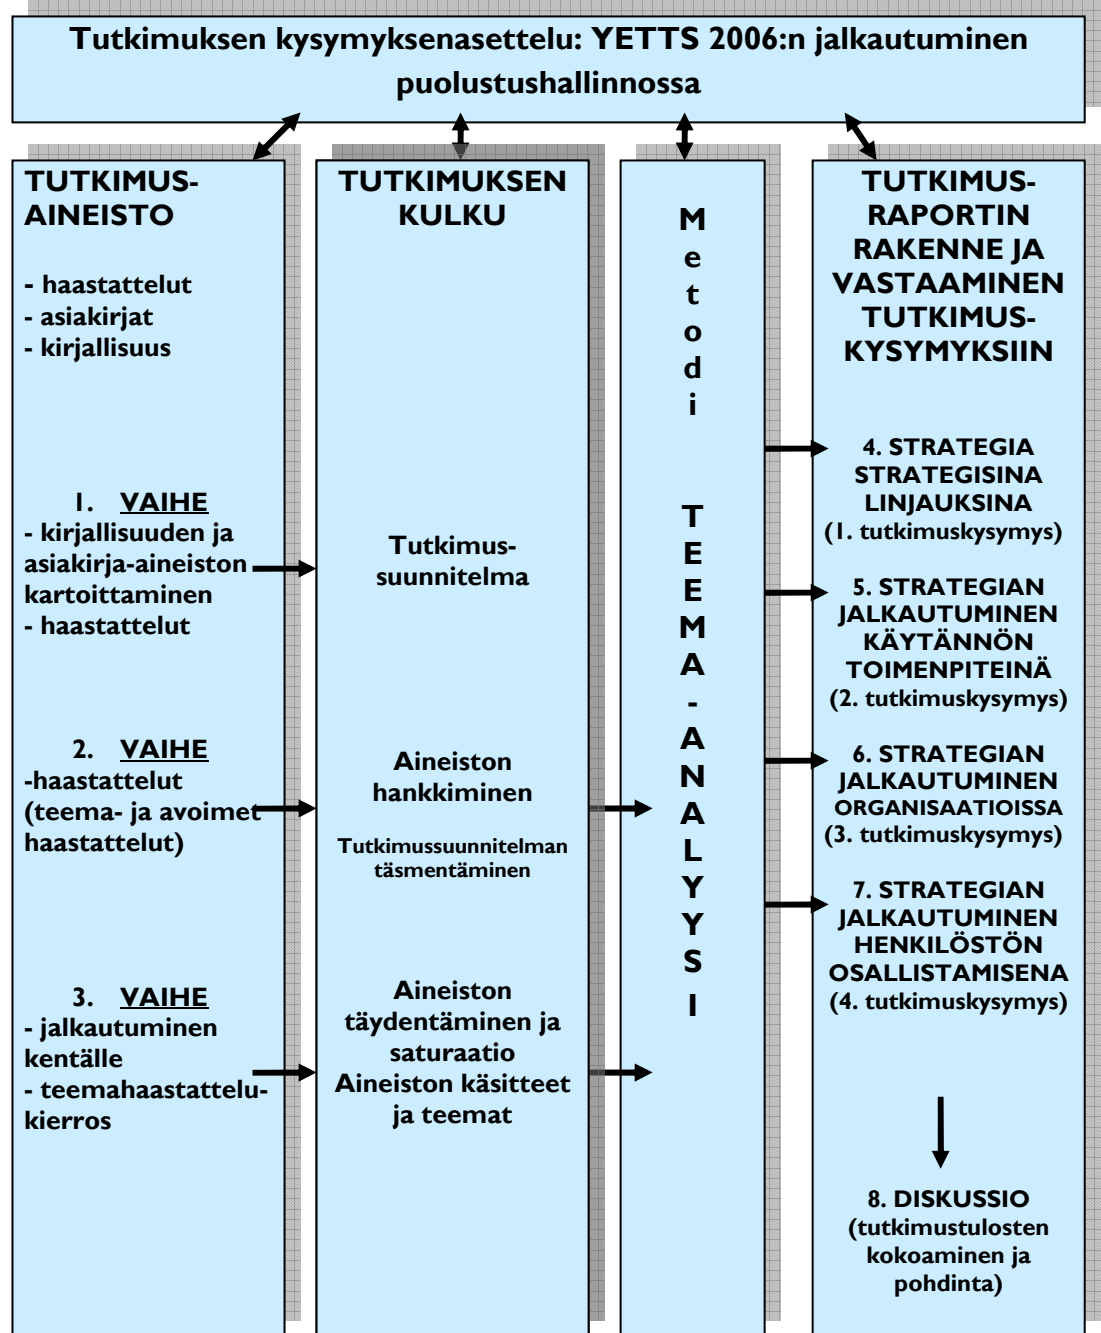 Tutkimuksen kysymyksenasettelu: YETTS 2006:n jalkautuminen
puolustushallinnossa
TUTKIMUS-
AINEISTO
- haastattelut
- asiakirjat
- kirjallisuus
1. VAIHE
- kirjallisuuden ja
asiakirja-aineiston
kartoittaminen
- haastattelut
2. VAIHE
-haastattelut
(teema- ja avoimet
haastattelut)
3. VAIHE
- jalkautuminen
kentälle
- teemahaastattelu-
kierros
TUTKIMUKSEN
KULKU
Tutkimus-
suunnitelma
Aineiston
hankkiminen
Tutkimussuunnitelman
täsmentäminen
Aineiston
täydentäminen ja
saturaatio
Aineiston käsitteet
ja teemat
Metodi
TEEMA-ANALYYSI
TUTKIMUS-
RAPORTIN
RAKENNE JA
VASTAAMINEN
TUTKIMUS-
KYSYMYKSIIN
4. STRATEGIA
STRATEGISINA
LINJAUKSINA
(1. tutkimuskysymys)
5. STRATEGIAN
JALKAUTUMINEN
KÄYTÄNNÖN
TOIMENPITEINÄ
(2. tutkimuskysymys)
6. STRATEGIAN
JALKAUTUMINEN
ORGANISAATIOISSA
(3. tutkimuskysymys)
7. STRATEGIAN
JALKAUTUMINEN
HENKILÖSTÖN
OSALLISTAMISENA
(4. tutkimuskysymys)
8. DISKUSSIO
(tutkimustulosten
kokoaminen ja
pohdinta)